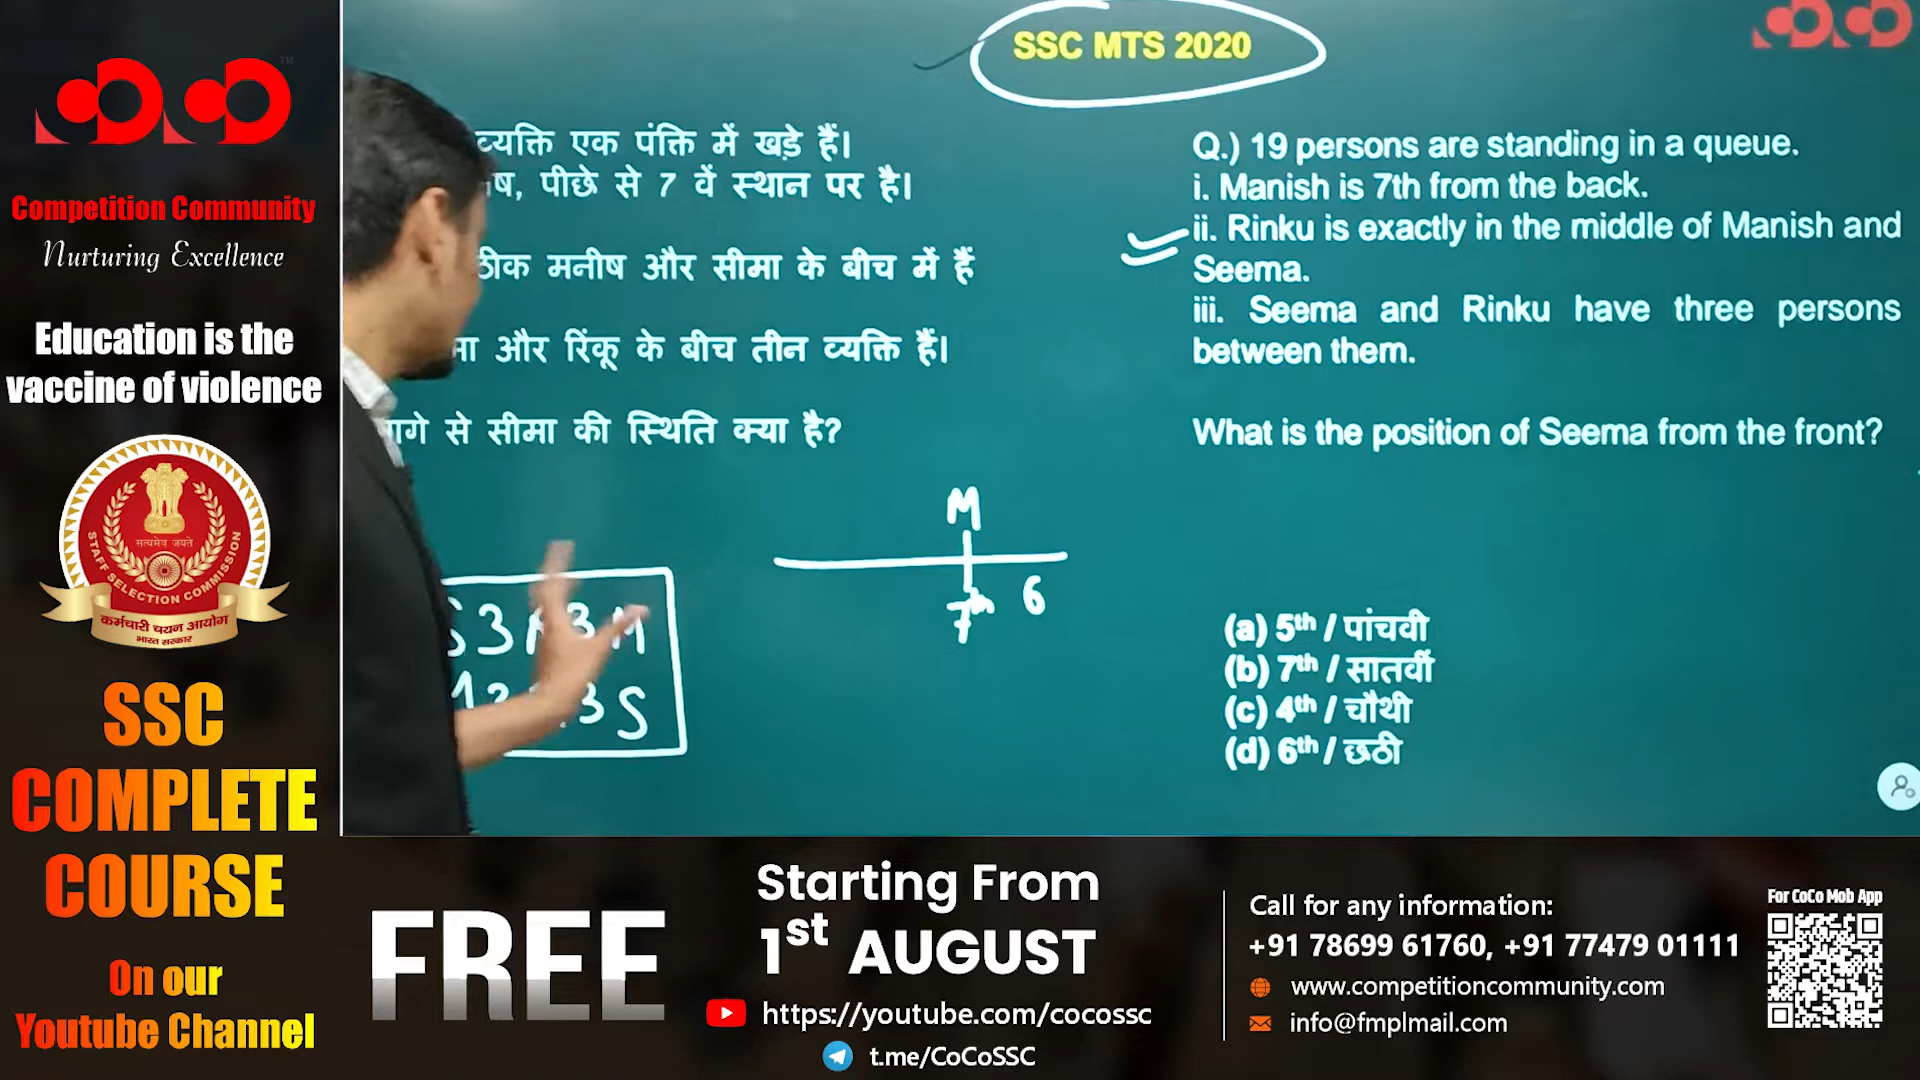 SSC MTS 2020
व्यक्ति एक पंक्ति में खड़े हैं।
पीछे से 7 वें स्थान पर है।
ठीक मनीष और सीमा के बीच में हैं
और रिंकू के बीच तीन व्यक्ति हैं।
से सीमा की स्थिति क्या है?
Q.) 19 persons are standing in a queue.
i. Manish is 7th from the back.
ii. Rinku is exactly in the middle of Manish and
Seema.
iii. Seema and Rinku have three persons
between them.
What is the position of Seema from the front?
(a) 5th / पांचवी
(b) 7th / सातवीं
(c) 4th / चौथी
(d) 6th / छठी
M
7th 6
S 3 3 M
3 S
Competition Community
Nurturing Excellence
Education is the
vaccine of violence
सत्यमेव जयते
STAFF SELECTION COMMISSION
कर्मचारी चयन आयोग
भारत सरकार
SSC
COMPLETE
COURSE
On our
Youtube Channel
FREE
Starting From
1st AUGUST
https://youtube.com/cocossc
t.me/CoCoSSC
Call for any information:
+91 78699 61760, +91 77479 01111
www.competitioncommunity.com
info@fmplmail.com
For CoCo Mob App